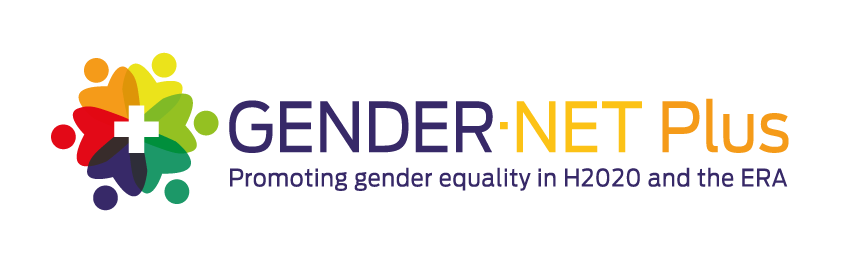 GENDER·NET Plus
Promoting gender equality in H2020 and the ERA